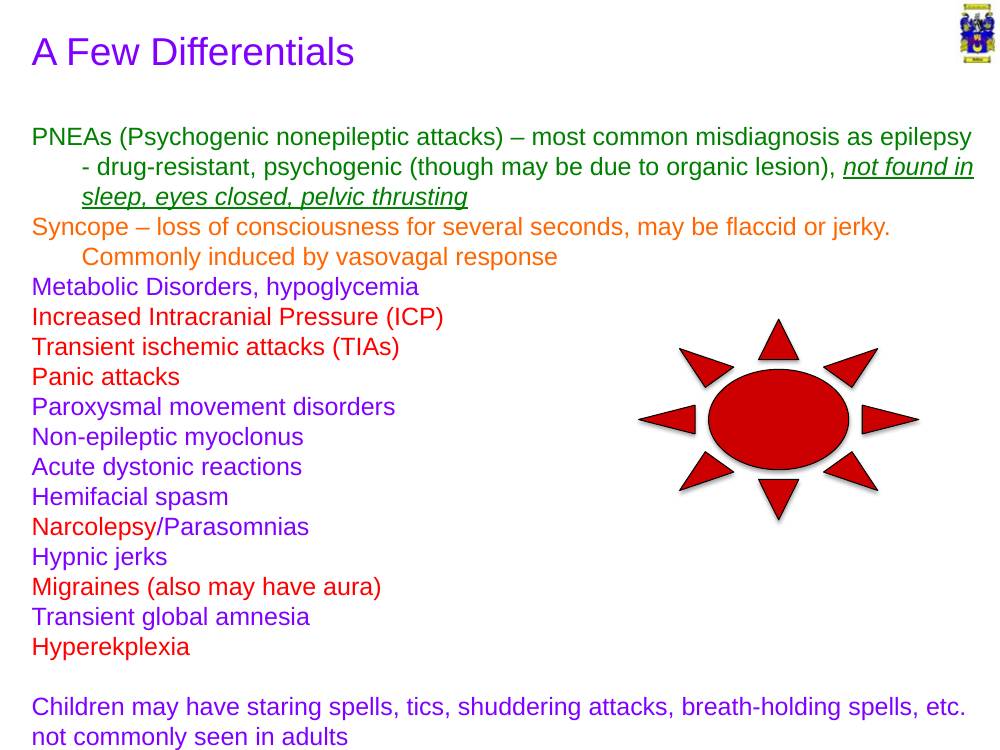 A Few Differentials
PNEAs (Psychogenic nonepileptic attacks) – most common misdiagnosis as epilepsy
- drug-resistant, psychogenic (though may be due to organic lesion), not found in
sleep, eyes closed, pelvic thrusting
Syncope – loss of consciousness for several seconds, may be flaccid or jerky.
Commonly induced by vasovagal response
Metabolic Disorders, hypoglycemia
Increased Intracranial Pressure (ICP)
Transient ischemic attacks (TIAs)
Panic attacks
Paroxysmal movement disorders
Non-epileptic myoclonus
Acute dystonic reactions
Hemifacial spasm
Narcolepsy/Parasomnias
Hypnic jerks
Migraines (also may have aura)
Transient global amnesia
Hyperekplexia
Children may have staring spells, tics, shuddering attacks, breath-holding spells, etc.
not commonly seen in adults